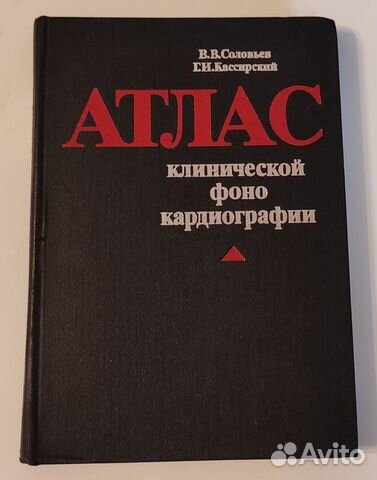 В.В.Соловьев
Г.И.Кассирский
АТЛАС
клинической
фоно
кардиографии
Avito